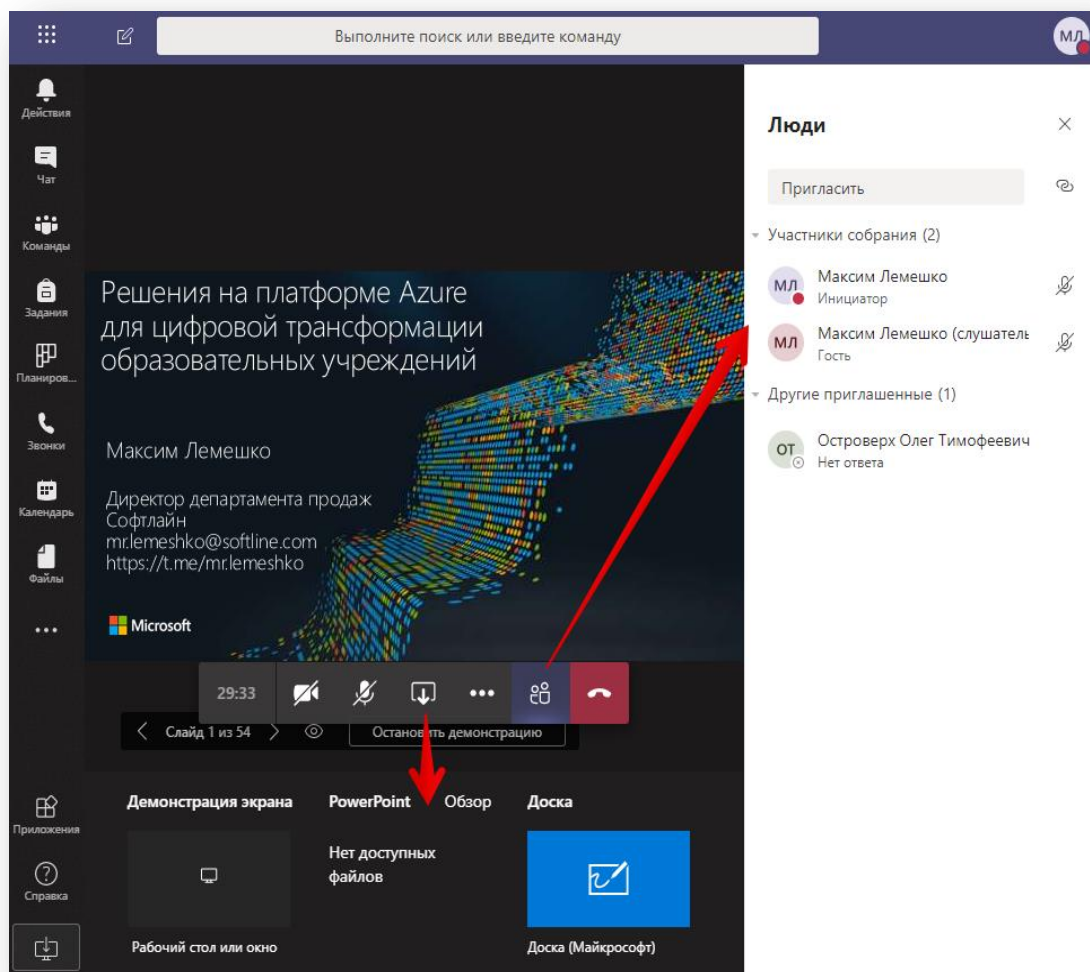 Выполните поиск или введите команду
МЛ
Действия
Чат
Команды
Задания
Планиров...
Звонки
Календарь
Файлы
Приложения
Справка
Решения на платформе Azure
для цифровой трансформации
образовательных учреждений
Максим Лемешко
Директор департамента продаж
Софтлайн
mr.lemeshko@softline.com
https://t.me/mr.lemeshko
Microsoft
29:33
Слайд 1 из 54
Остановить демонстрацию
Демонстрация экрана
PowerPoint
Обзор
Доска
Нет доступных
файлов
Рабочий стол или окно
Доска (Майкрософт)
Люди
Пригласить
Участники собрания (2)
МЛ
Максим Лемешко
Инициатор
МЛ
Максим Лемешко (слушатель
Гость
Другие приглашенные (1)
ОТ
Островерх Олег Тимофеевич
Нет ответа